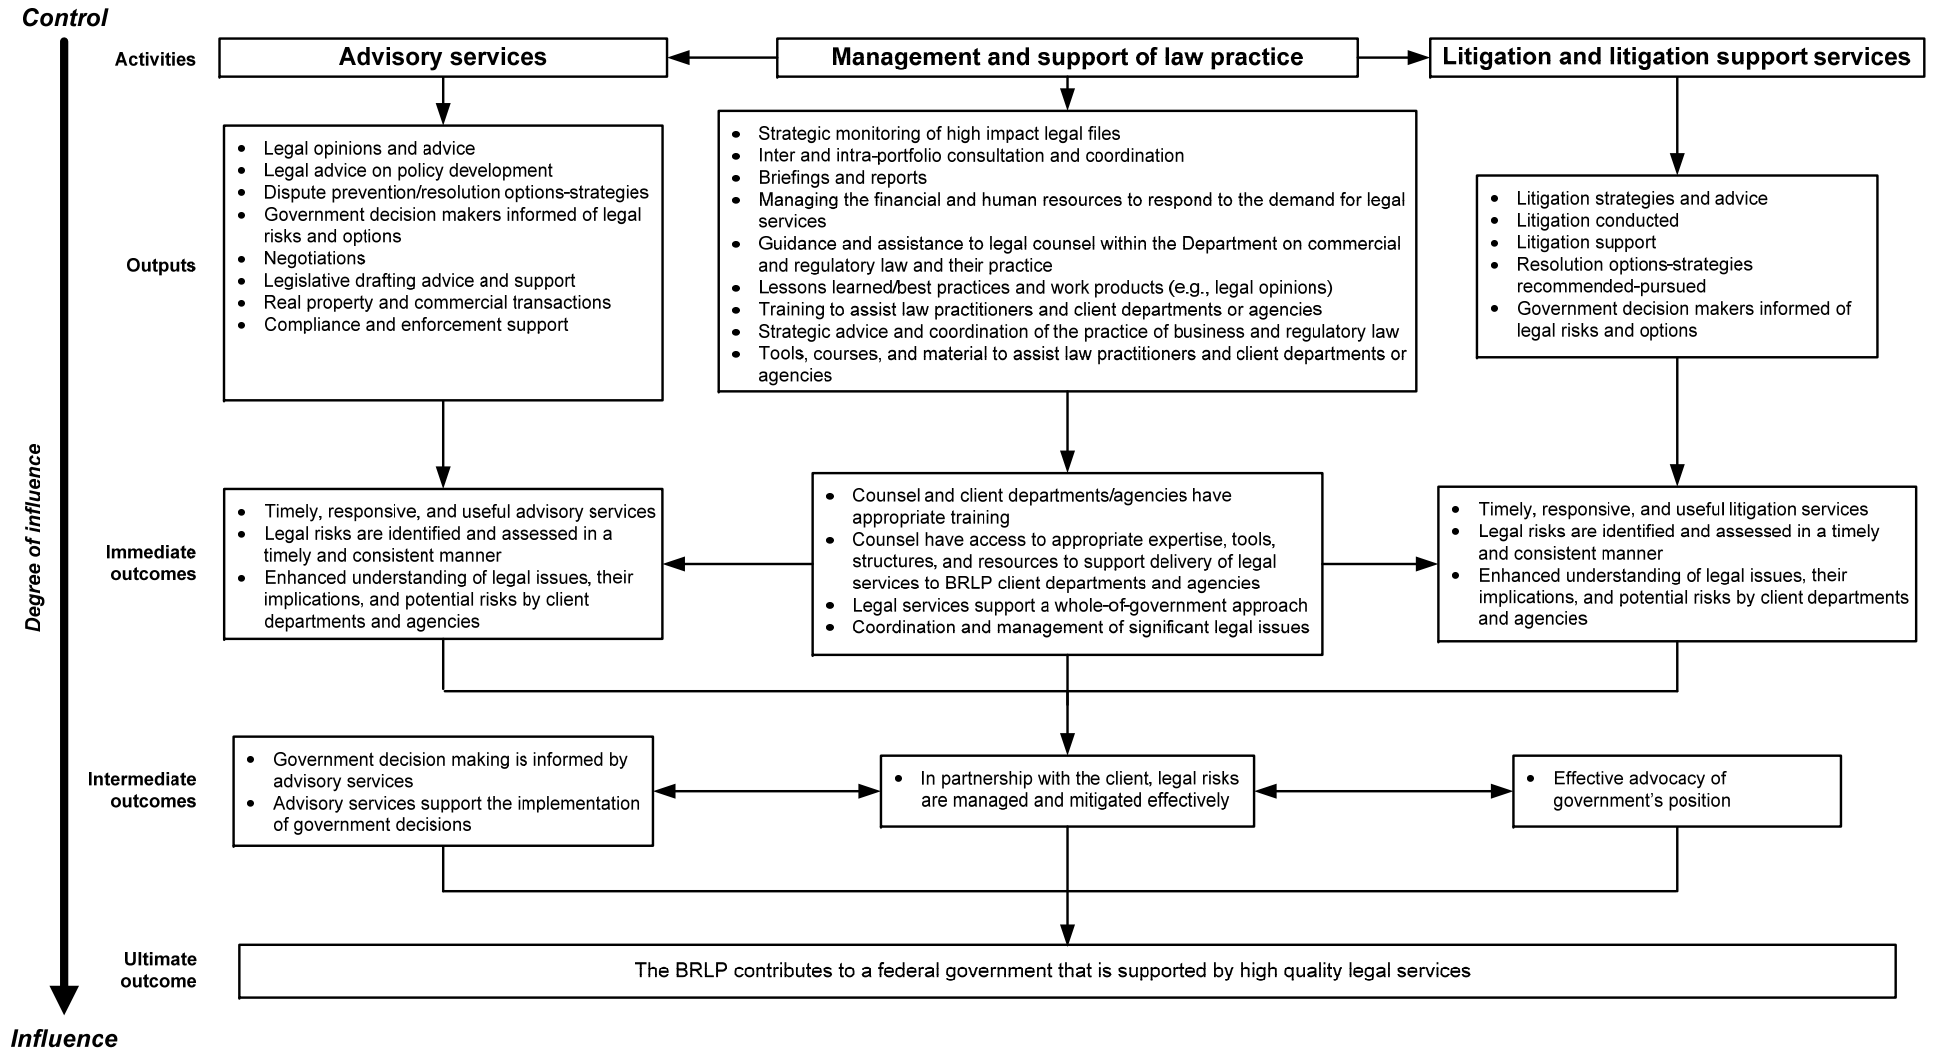 Control
Activities
Advisory services
Management and support of law practice
Litigation and litigation support services
Outputs
• Legal opinions and advice
• Legal advice on policy development
• Dispute prevention/resolution options-strategies
• Government decision makers informed of legal
risks and options
• Negotiations
• Legislative drafting advice and support
• Real property and commercial transactions
• Compliance and enforcement support
• Strategic monitoring of high impact legal files
• Inter and intra-portfolio consultation and coordination
• Briefings and reports
• Managing the financial and human resources to respond to the demand for legal
services
• Guidance and assistance to legal counsel within the Department on commercial
and regulatory law and their practice
• Lessons learned/best practices and work products (e.g., legal opinions)
• Training to assist law practitioners and client departments or agencies
• Strategic advice and coordination of the practice of business and regulatory law
• Tools, courses, and material to assist law practitioners and client departments or
agencies
• Litigation strategies and advice
• Litigation conducted
• Litigation support
• Resolution options-strategies
recommended-pursued
• Government decision makers informed of
legal risks and options
Degree of influence
Immediate
outcomes
• Timely, responsive, and useful advisory services
• Legal risks are identified and assessed in a
timely and consistent manner
• Enhanced understanding of legal issues, their
implications, and potential risks by client
departments and agencies
• Counsel and client departments/agencies have
appropriate training
• Counsel have access to appropriate expertise, tools,
structures, and resources to support delivery of legal
services to BRLP client departments and agencies
• Legal services support a whole-of-government approach
• Coordination and management of significant legal issues
• Timely, responsive, and useful litigation services
• Legal risks are identified and assessed in a timely
and consistent manner
• Enhanced understanding of legal issues, their
implications, and potential risks by client departments
and agencies
Intermediate
outcomes
• Government decision making is informed by
advisory services
• Advisory services support the implementation
of government decisions
• In partnership with the client, legal risks
are managed and mitigated effectively
• Effective advocacy of
government's position
Ultimate
outcome
The BRLP contributes to a federal government that is supported by high quality legal services
Influence